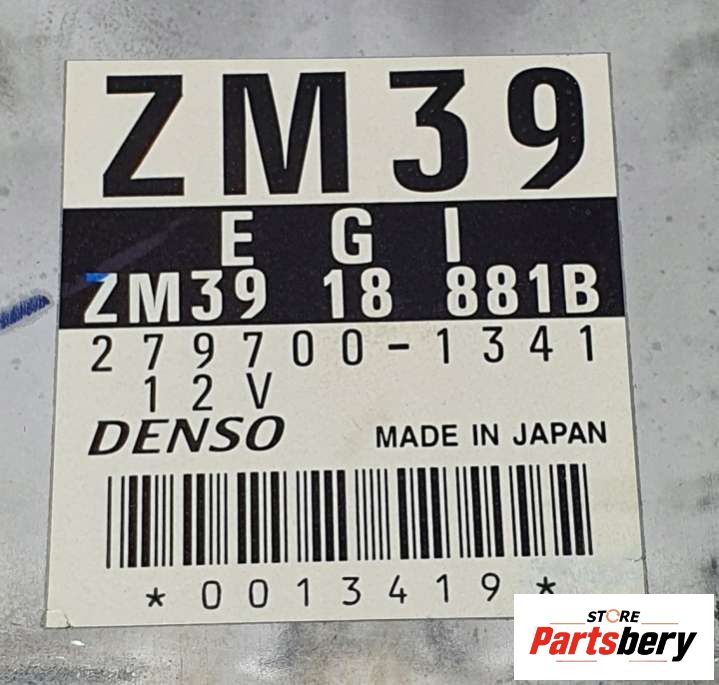 ZM39
E G I
ZM39 18 881B
279700-1341
12V
DENSO MADE IN JAPAN
*0013419*
STORE
Partsbery